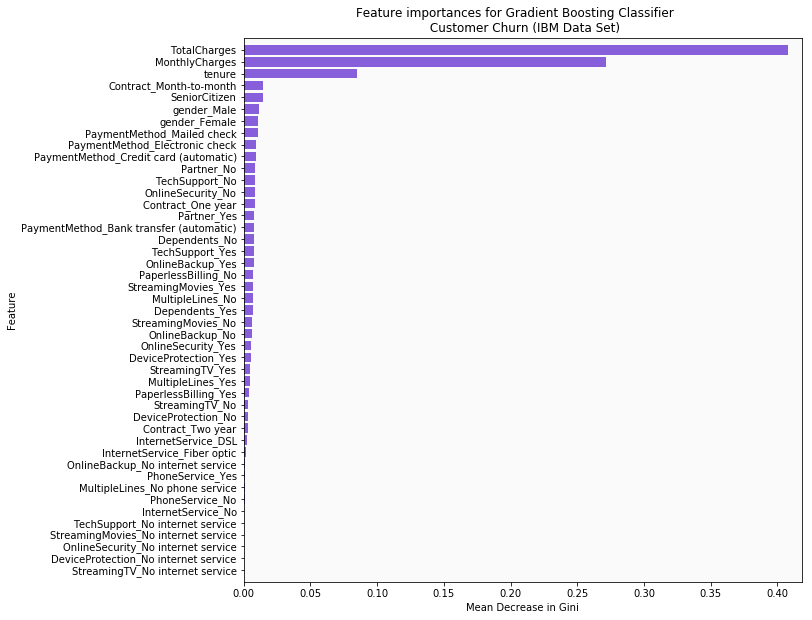 Feature importances for Gradient Boosting Classifier
Customer Churn (IBM Data Set)
Feature
TotalCharges
MonthlyCharges
tenure
Contract_Month-to-month
SeniorCitizen
gender_Male
gender_Female
PaymentMethod_Mailed check
PaymentMethod_Electronic check
PaymentMethod_Credit card (automatic)
Partner_No
TechSupport_No
OnlineSecurity_No
Contract_One year
Partner_Yes
PaymentMethod_Bank transfer (automatic)
Dependents_No
TechSupport_Yes
OnlineBackup_Yes
PaperlessBilling_No
StreamingMovies_Yes
MultipleLines_No
Dependents_Yes
StreamingMovies_No
OnlineBackup_No
OnlineSecurity_Yes
DeviceProtection_Yes
StreamingTV_Yes
MultipleLines_Yes
PaperlessBilling_Yes
StreamingTV_No
DeviceProtection_No
Contract_Two year
InternetService_DSL
InternetService_Fiber optic
OnlineBackup_No internet service
PhoneService_Yes
MultipleLines_No phone service
PhoneService_No
InternetService_No
TechSupport_No internet service
StreamingMovies_No internet service
OnlineSecurity_No internet service
DeviceProtection_No internet service
StreamingTV_No internet service
0.00 0.05 0.10 0.15 0.20 0.25 0.30 0.35 0.40
Mean Decrease in Gini